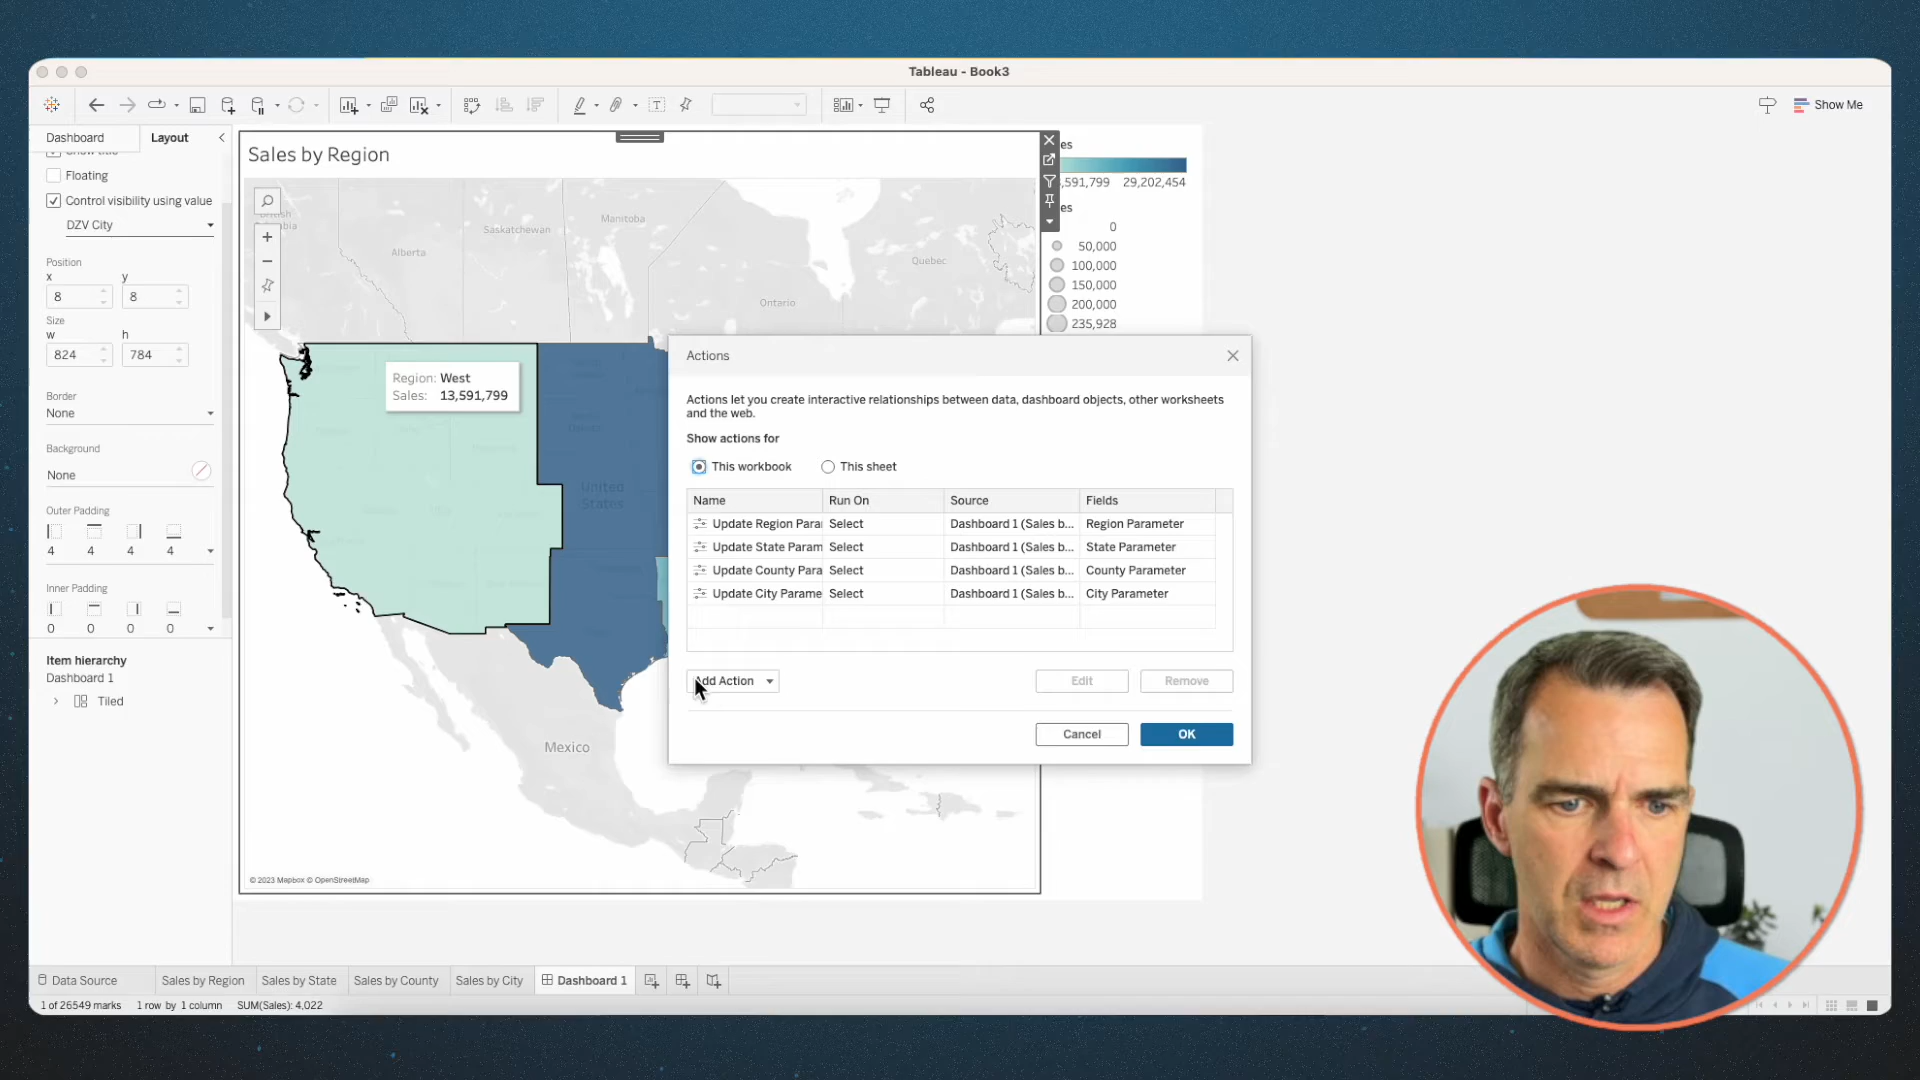 Tableau - Book3
Show Me
Dashboard
Layout
Show title
Floating
Control visibility using value
DZV City
Position
x
y
8
8
Size
w
h
824
784
Border
None
Background
None
Outer Padding
4
4
4
4
Inner Padding
0
0
0
0
Item hierarchy
Dashboard 1
Tiled
Sales by Region
British
Columbia
Alberta
Saskatchewan
Manitoba
Ontario
Quebec
United
States
Mexico
Region: West
Sales: 13,591,799
© 2023 Mapbox © OpenStreetMap
es
,591,799
29,202,454
es
0
50,000
100,000
150,000
200,000
235,928
Actions
Actions let you create interactive relationships between data, dashboard objects, other worksheets
and the web.
Show actions for
This workbook
This sheet
Name
Run On
Source
Fields
Update Region Para
Select
Dashboard 1 (Sales b...
Region Parameter
Update State Param
Select
Dashboard 1 (Sales b...
State Parameter
Update County Para
Select
Dashboard 1 (Sales b...
County Parameter
Update City Parame
Select
Dashboard 1 (Sales b...
City Parameter
Add Action
Edit
Remove
Cancel
OK
Data Source
Sales by Region
Sales by State
Sales by County
Sales by City
Dashboard 1
1 of 26549 marks
1 row by 1 column
SUM(Sales): 4,022